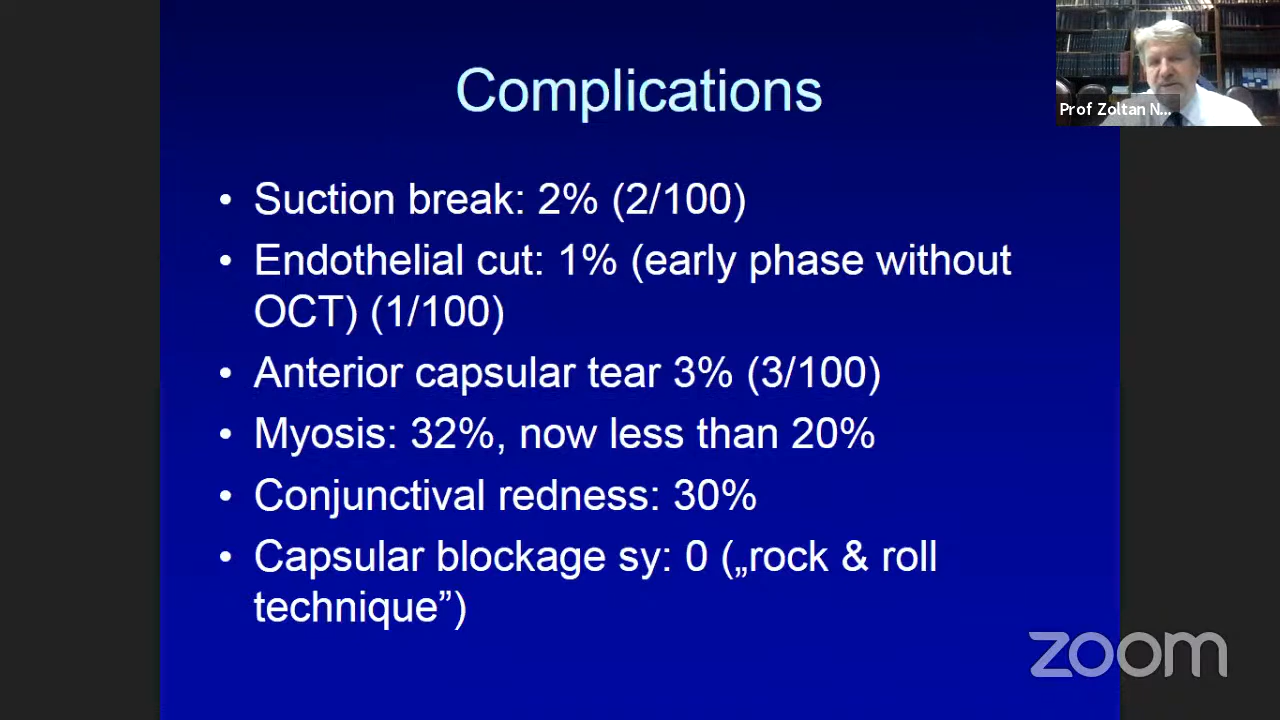 Complications
Prof Zoltan N...
• Suction break: 2% (2/100)
• Endothelial cut: 1% (early phase without
OCT) (1/100)
• Anterior capsular tear 3% (3/100)
• Myosis: 32%, now less than 20%
• Conjunctival redness: 30%
• Capsular blockage sy: 0 („rock & roll
technique”)
zoom